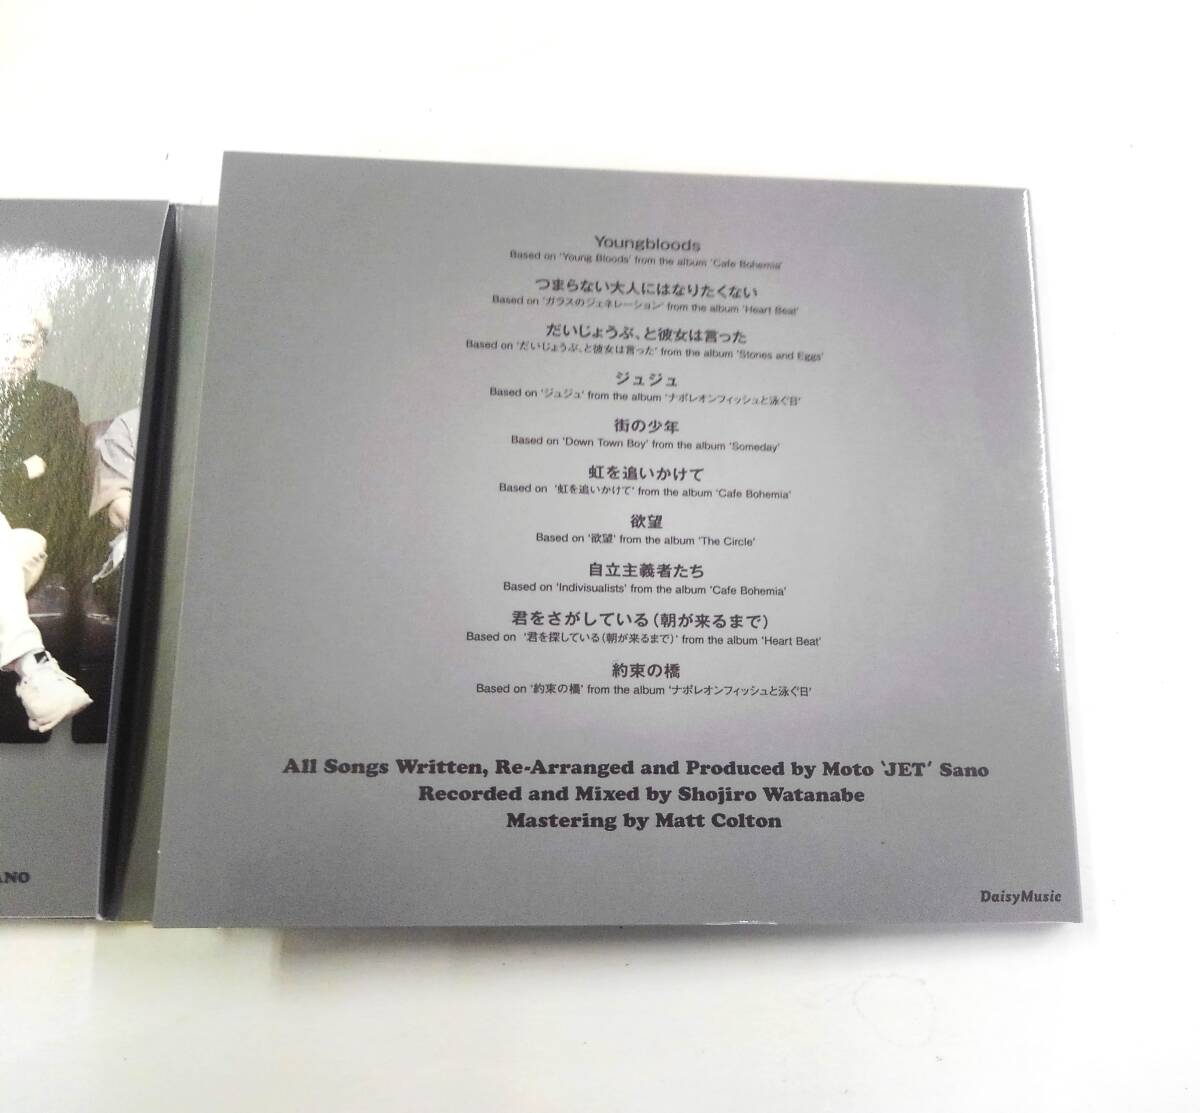 Youngbloods
Based on 'Young Bloods' from the album 'Cafe Bohemia'
つまらない大人にはなりたくない
Based on 'ガラスのジェネレーション' from the album 'Heart Beat'
だいじょうぶ、と彼女は言った
Based on 'だいじょうぶ、と彼女は言った' from the album 'Stones and Eggs'
ジュジュ
Based on 'ジュジュ' from the album 'ナポレオンフィッシュと泳ぐ日'
街の少年
Based on 'Down Town Boy' from the album 'Someday'
虹を追いかけて
Based on '虹を追いかけて' from the album 'Cafe Bohemia'
欲望
Based on '欲望' from the album 'The Circle'
自立主義者たち
Based on 'Indivisualists' from the album 'Cafe Bohemia'
君をさがしている(朝が来るまで)
Based on '君を探している(朝が来るまで)' from the album 'Heart Beat'
約束の橋
Based on '約束の橋' from the album 'ナポレオンフィッシュと泳ぐ日'
All Songs Written, Re-Arranged and Produced by Moto 'JET' Sano
Recorded and Mixed by Shojiro Watanabe
Mastering by Matt Colton
DaisyMusic
ANO